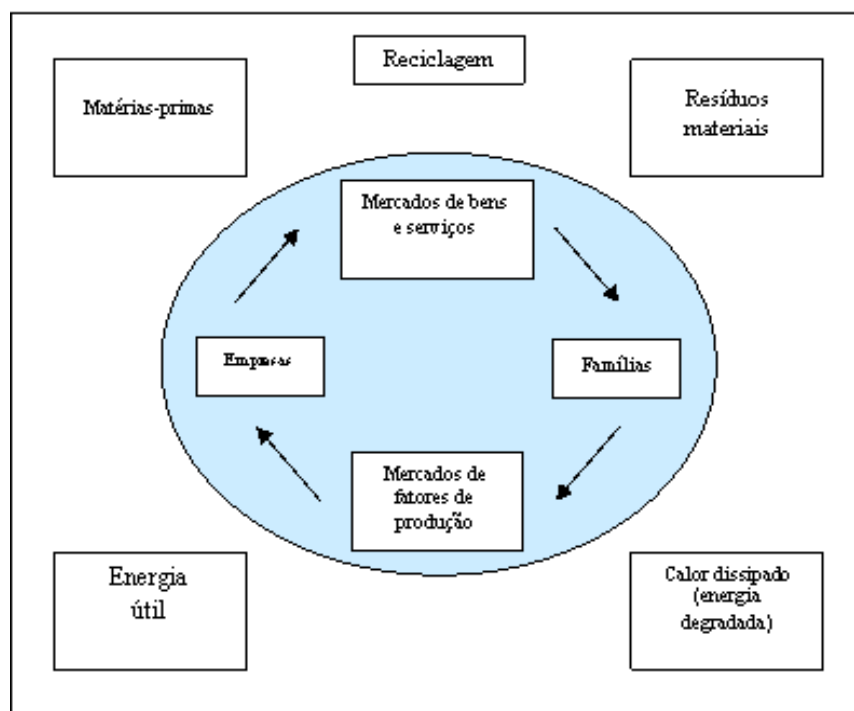 Reciclagem
Matérias-primas
Resíduos
materiais
Mercados de bens
e serviços
Empresas
Famílias
Mercados de
fatores de
produção
Energia
útil
Calor dissipado
(energia
degradada)